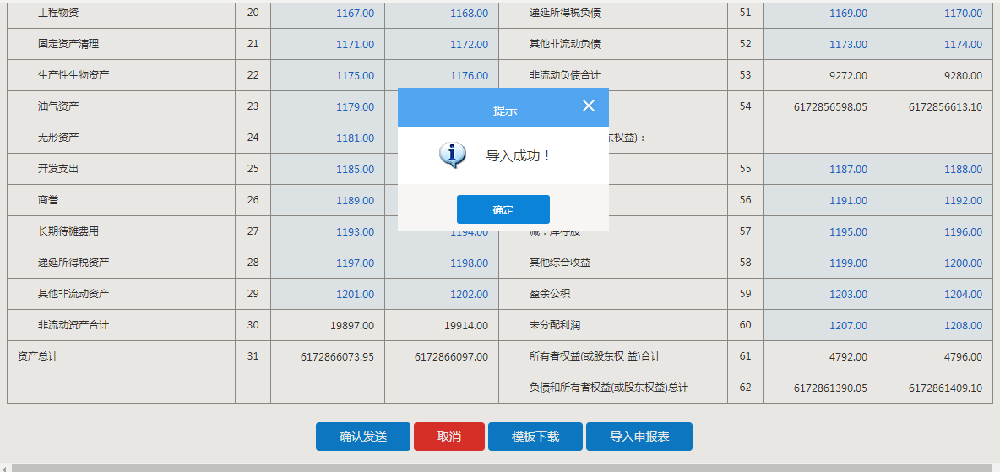 工程物资 20 1167.00 1168.00 递延所得税负债 51 1169.00 1170.00
固定资产清理 21 1171.00 1172.00 其他非流动负债 52 1173.00 1174.00
生产性生物资产 22 1175.00 1176.00 非流动负债合计 53 9272.00 9280.00
油气资产 23 1179.00 54 6172856598.05 6172856613.10
无形资产 24 1181.00 权益)：
开发支出 25 1185.00 55 1187.00 1188.00
商誉 26 1189.00 56 1191.00 1192.00
长期待摊费用 27 1193.00 1194.00 减：库存股 57 1195.00 1196.00
递延所得税资产 28 1197.00 1198.00 其他综合收益 58 1199.00 1200.00
其他非流动资产 29 1201.00 1202.00 盈余公积 59 1203.00 1204.00
非流动资产合计 30 19897.00 19914.00 未分配利润 60 1207.00 1208.00
资产总计 31 6172866073.95 6172866097.00 所有者权益(或股东权 益)合计 61 4792.00 4796.00
负债和所有者权益(或股东权益)总计 62 6172861390.05 6172861409.10
提示
导入成功！
确定
确认发送 取消 模板下载 导入申报表